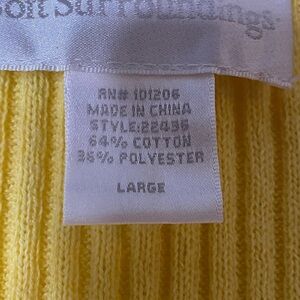 Soft Surroundings
RN# 101206
MADE IN CHINA
STYLE:22436
64% COTTON
36% POLYESTER
LARGE